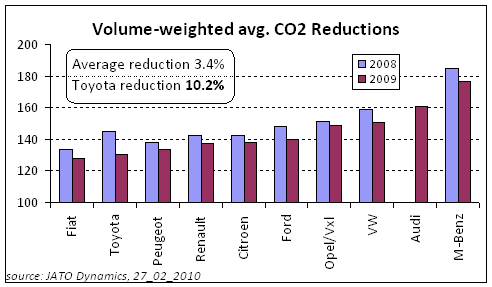 Volume-weighted avg. CO2 Reductions
200
180
160
140
120
100
Average reduction 3.4%
Toyota reduction 10.2%
2008
2009
Fiat
Toyota
Peugeot
Renault
Citroen
Ford
Opel/Vxl
VW
Audi
M-Benz
source: JATO Dynamics, 27_02_2010